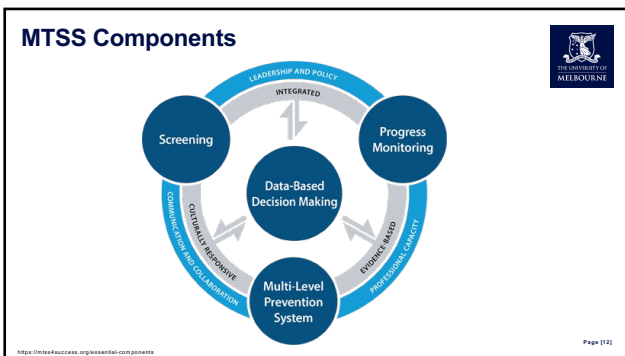 MTSS Components
THE UNIVERSITY OF
MELBOURNE
LEADERSHIP AND POLICY
INTEGRATED
Screening
Progress
Monitoring
Data-Based
Decision Making
COMMUNICATION AND COLLABORATION
CULTURALLY RESPONSIVE
EVIDENCE-BASED
PROFESSIONAL CAPACITY
Multi-Level
Prevention
System
https://mtss4success.org/essential-components
Page [12]